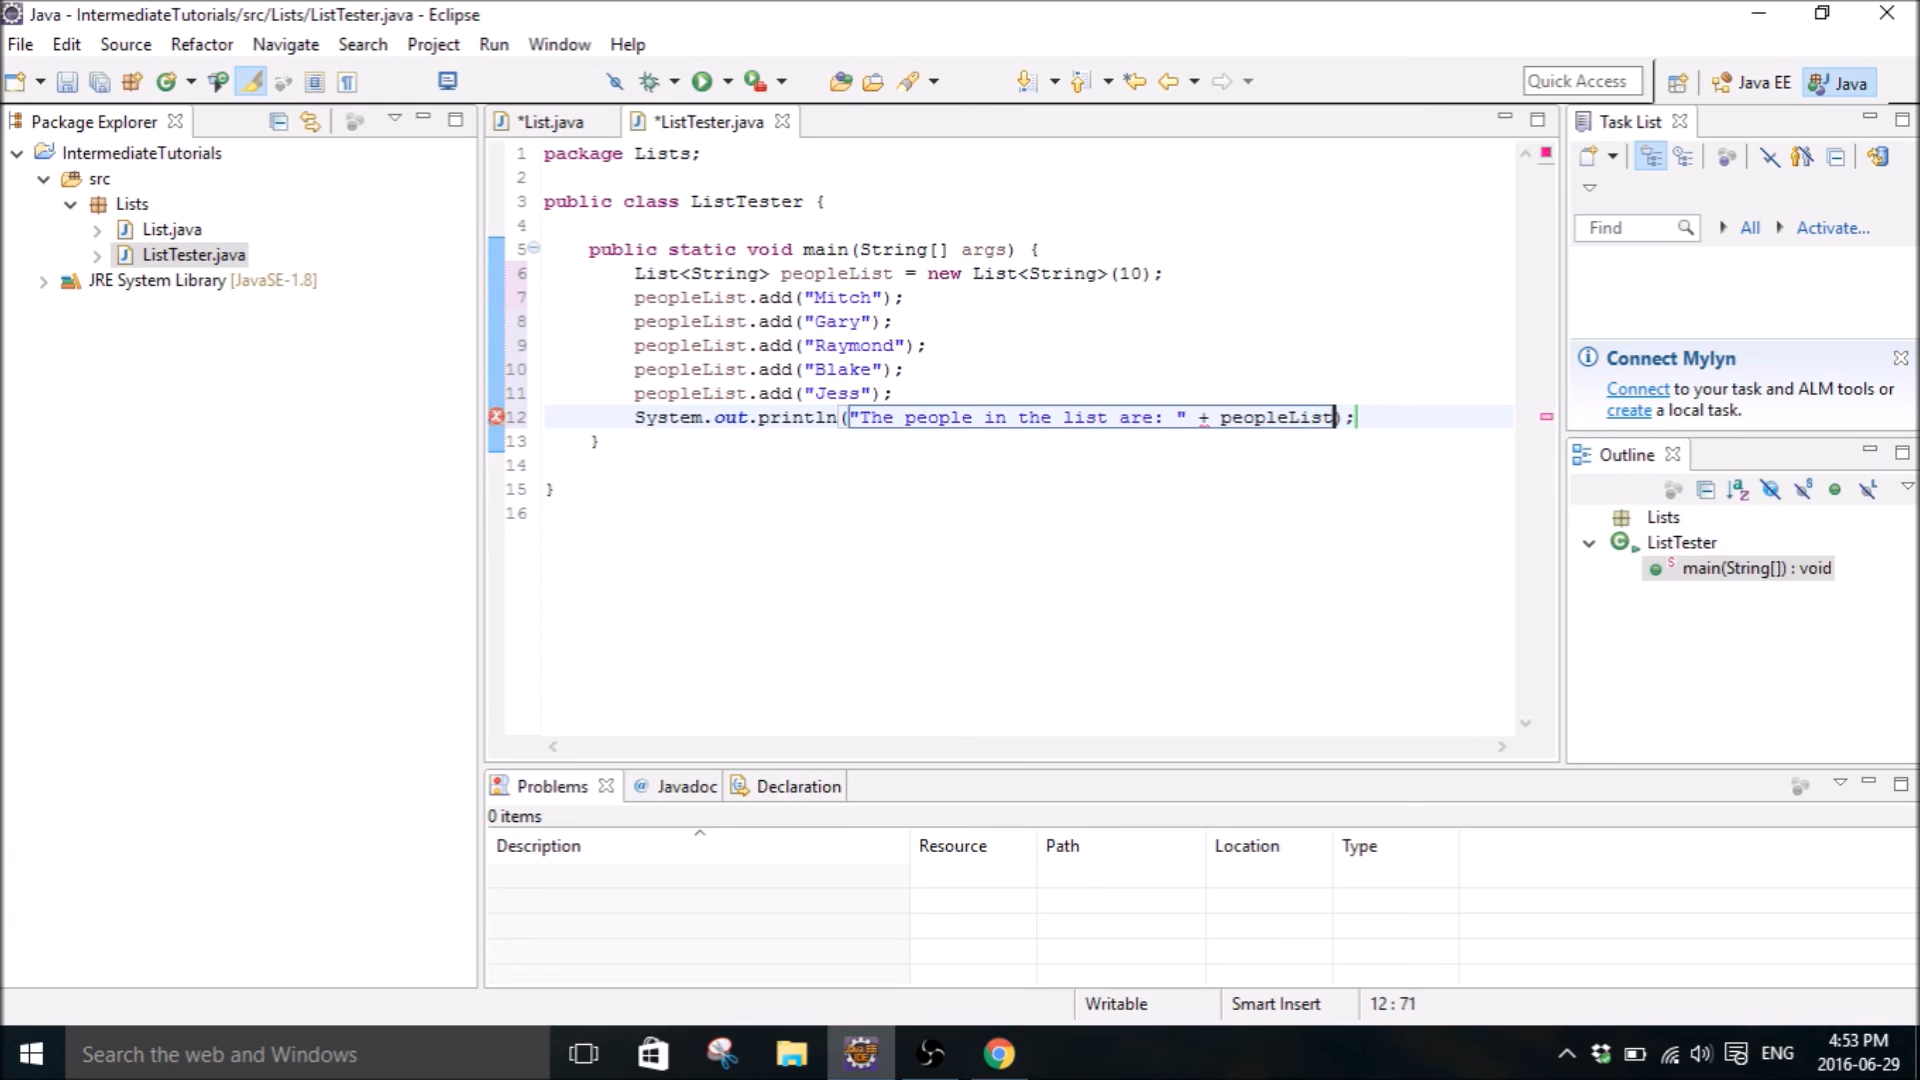 Java - IntermediateTutorials/src/Lists/ListTester.java - Eclipse
File Edit Source Refactor Navigate Search Project Run Window Help
Quick Access Java EE Java
Package Explorer
IntermediateTutorials
src
Lists
List.java
ListTester.java
JRE System Library [JavaSE-1.8]
*List.java *ListTester.java
1 package Lists;
2
3 public class ListTester {
4
5 public static void main(String[] args) {
6 List<String> peopleList = new List<String>(10);
7 peopleList.add("Mitch");
8 peopleList.add("Gary");
9 peopleList.add("Raymond");
10 peopleList.add("Blake");
11 peopleList.add("Jess");
12 System.out.println("The people in the list are: " + peopleList);
13 }
14
15 }
16
Task List
Find All Activate...
Connect Mylyn
Connect to your task and ALM tools or
create a local task.
Outline
Lists
ListTester
main(String[]) : void
Problems @ Javadoc Declaration
0 items
Description Resource Path Location Type
Writable Smart Insert 12 : 71
Search the web and Windows
ENG
4:53 PM
2016-06-29